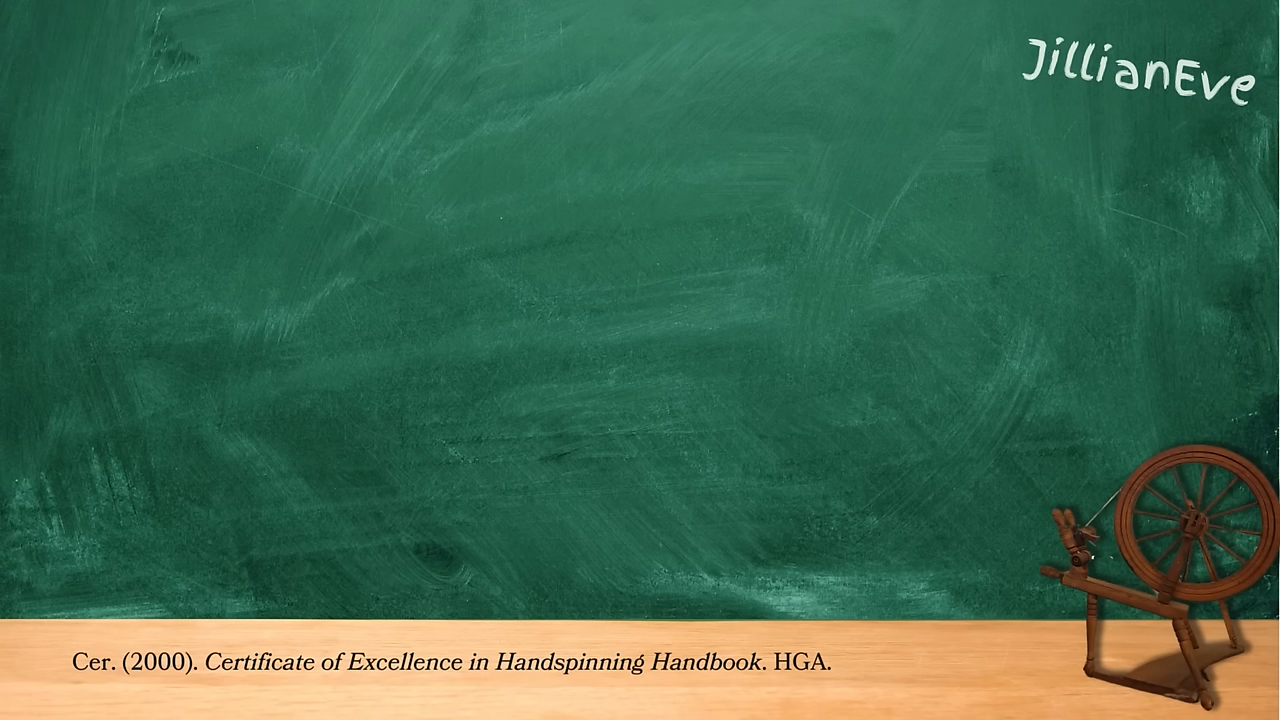 JillianEve
Cer. (2000). Certificate of Excellence in Handspinning Handbook. HGA.